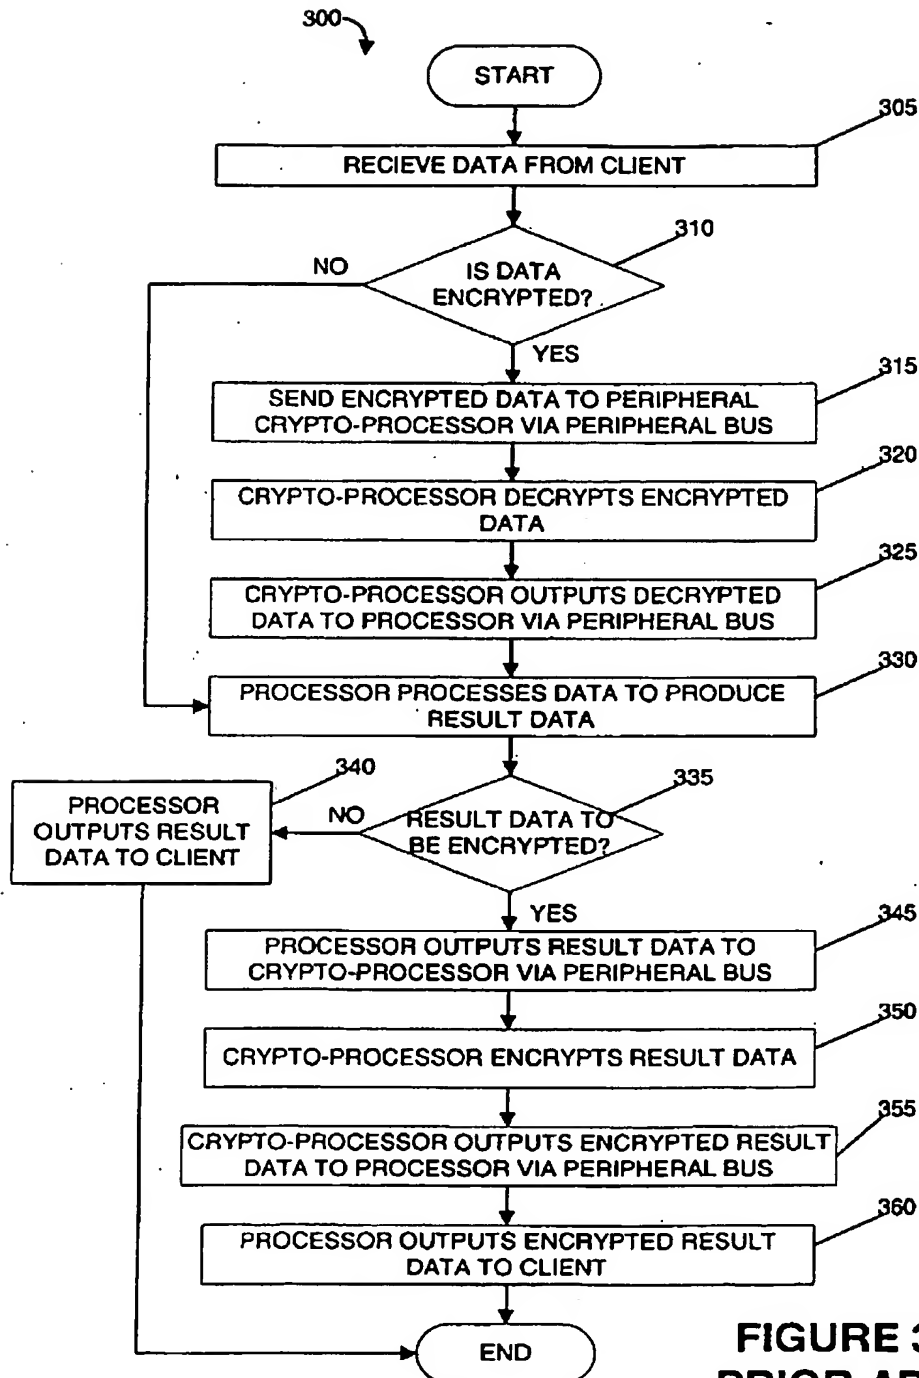 300
START
305
RECIEVE DATA FROM CLIENT
310
IS DATA
ENCRYPTED?
NO
YES
315
SEND ENCRYPTED DATA TO PERIPHERAL
CRYPTO-PROCESSOR VIA PERIPHERAL BUS
320
CRYPTO-PROCESSOR DECRYPTS ENCRYPTED
DATA
325
CRYPTO-PROCESSOR OUTPUTS DECRYPTED
DATA TO PROCESSOR VIA PERIPHERAL BUS
330
PROCESSOR PROCESSES DATA TO PRODUCE
RESULT DATA
335
RESULT DATA TO
BE ENCRYPTED?
NO
340
PROCESSOR
OUTPUTS RESULT
DATA TO CLIENT
YES
345
PROCESSOR OUTPUTS RESULT DATA TO
CRYPTO-PROCESSOR VIA PERIPHERAL BUS
350
CRYPTO-PROCESSOR ENCRYPTS RESULT DATA
355
CRYPTO-PROCESSOR OUTPUTS ENCRYPTED RESULT
DATA TO PROCESSOR VIA PERIPHERAL BUS
360
PROCESSOR OUTPUTS ENCRYPTED RESULT
DATA TO CLIENT
END
FIGURE 3
PRIOR